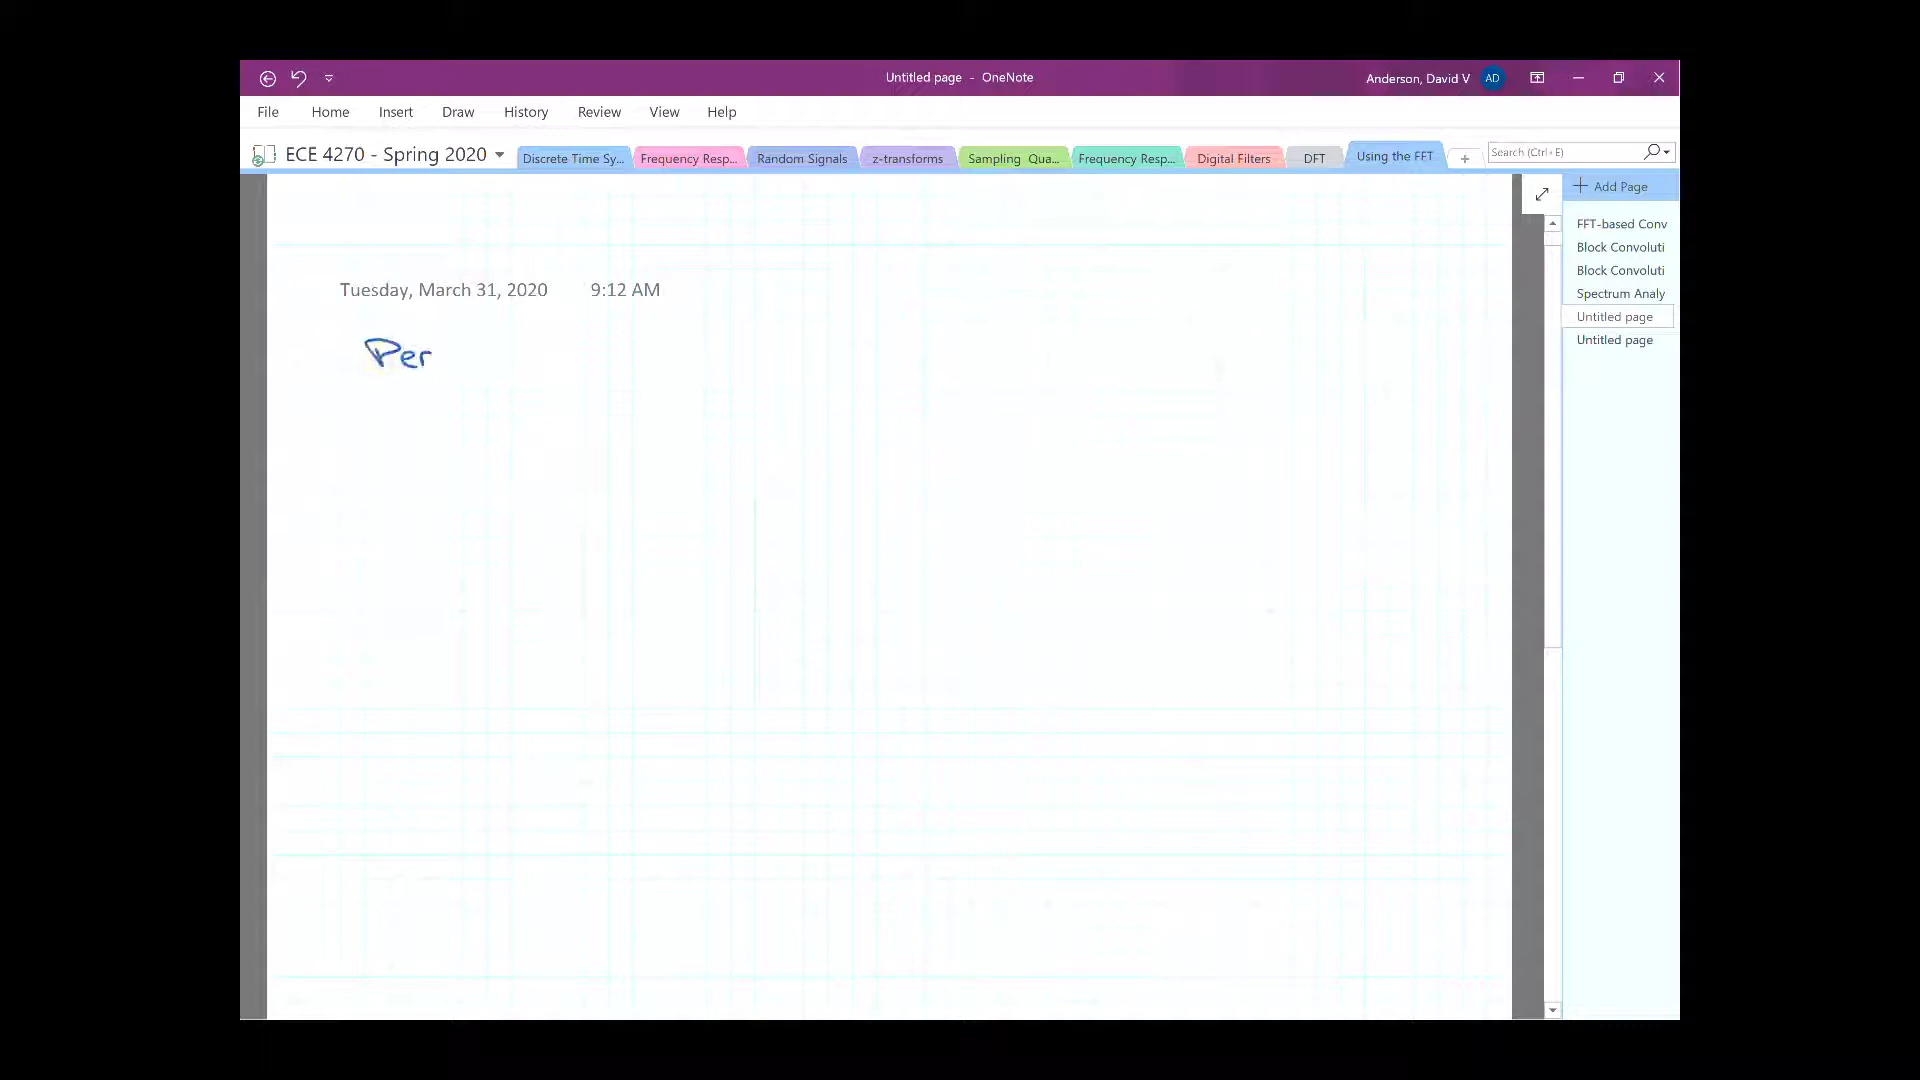 Untitled page - OneNote
Anderson, David V AD
File Home Insert Draw History Review View Help
ECE 4270 - Spring 2020
Discrete Time Sy... Frequency Resp... Random Signals z-transforms Sampling Qua... Frequency Resp... Digital Filters DFT Using the FFT +
Search (Ctrl+E)
Add Page
FFT-based Conv
Block Convoluti
Block Convoluti
Spectrum Analy
Untitled page
Untitled page
Tuesday, March 31, 2020 9:12 AM
Per